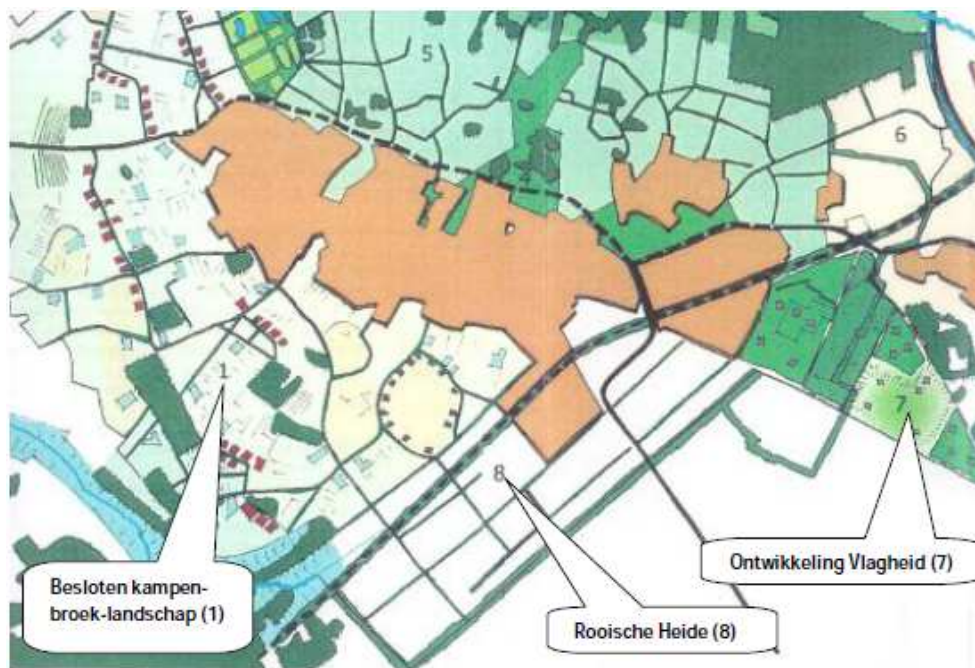 5
6
1
7
8
Besloten kampen-
broek-landschap (1)
Ontwikkeling Vlagheid (7)
Rooische Heide (8)